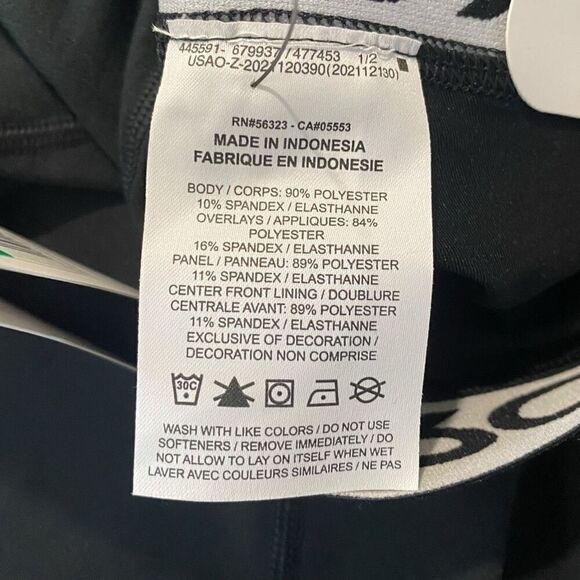 445591- 679937 / 477453 1/2
USAO-Z-2021120390(202112130)
RN#56323 - CA#05553
MADE IN INDONESIA
FABRIQUE EN INDONESIE
BODY / CORPS: 90% POLYESTER
10% SPANDEX / ELASTHANNE
OVERLAYS / APPLIQUES: 84%
POLYESTER
16% SPANDEX / ELASTHANNE
PANEL / PANNEAU: 89% POLYESTER
11% SPANDEX / ELASTHANNE
CENTER FRONT LINING / DOUBLURE
CENTRALE AVANT: 89% POLYESTER
11% SPANDEX / ELASTHANNE
EXCLUSIVE OF DECORATION /
DECORATION NON COMPRISE
30C
WASH WITH LIKE COLORS / DO NOT USE
SOFTENERS / REMOVE IMMEDIATELY / DO
NOT ALLOW TO LAY ON ITSELF WHEN WET
LAVER AVEC COULEURS SIMILAIRES / NE PAS